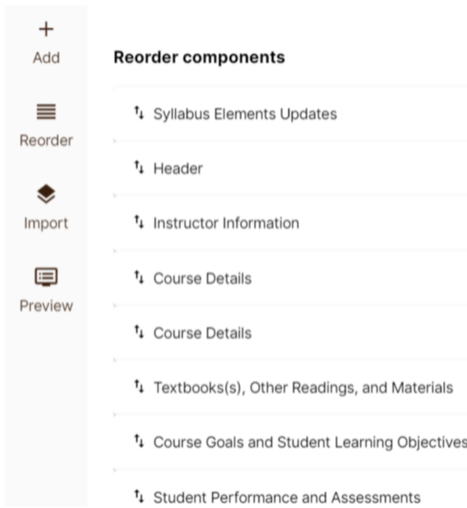 Add
Reorder
Import
Preview
Reorder components
Syllabus Elements Updates
Header
Instructor Information
Course Details
Course Details
Textbooks(s), Other Readings, and Materials
Course Goals and Student Learning Objectives
Student Performance and Assessments